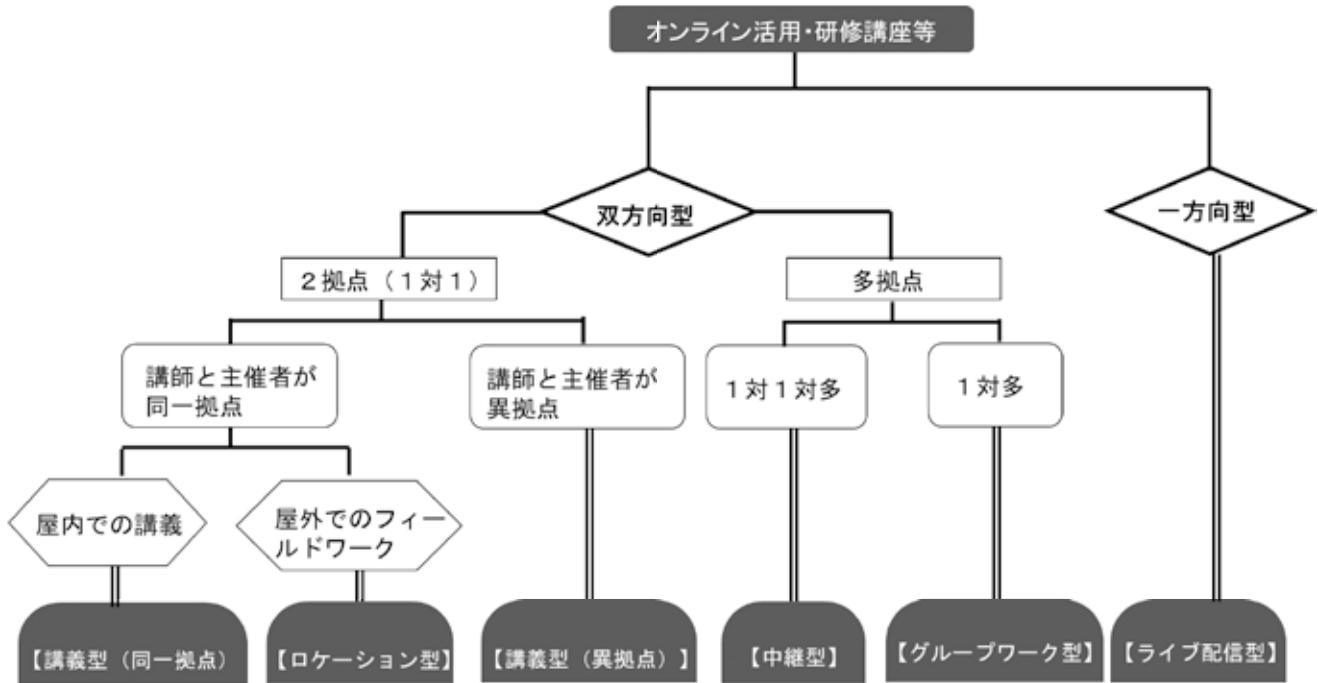 オンライン活用・研修講座等
双方向型
一方向型
２拠点（１対１）
多拠点
講師と主催者が
同一拠点
講師と主催者が
異拠点
１対１対多
１対多
屋内での講義
屋外でのフィー
ルドワーク
【講義型（同一拠点）
【ロケーション型】
【講義型（異拠点）】
【中継型】
【グループワーク型】
【ライブ配信型】